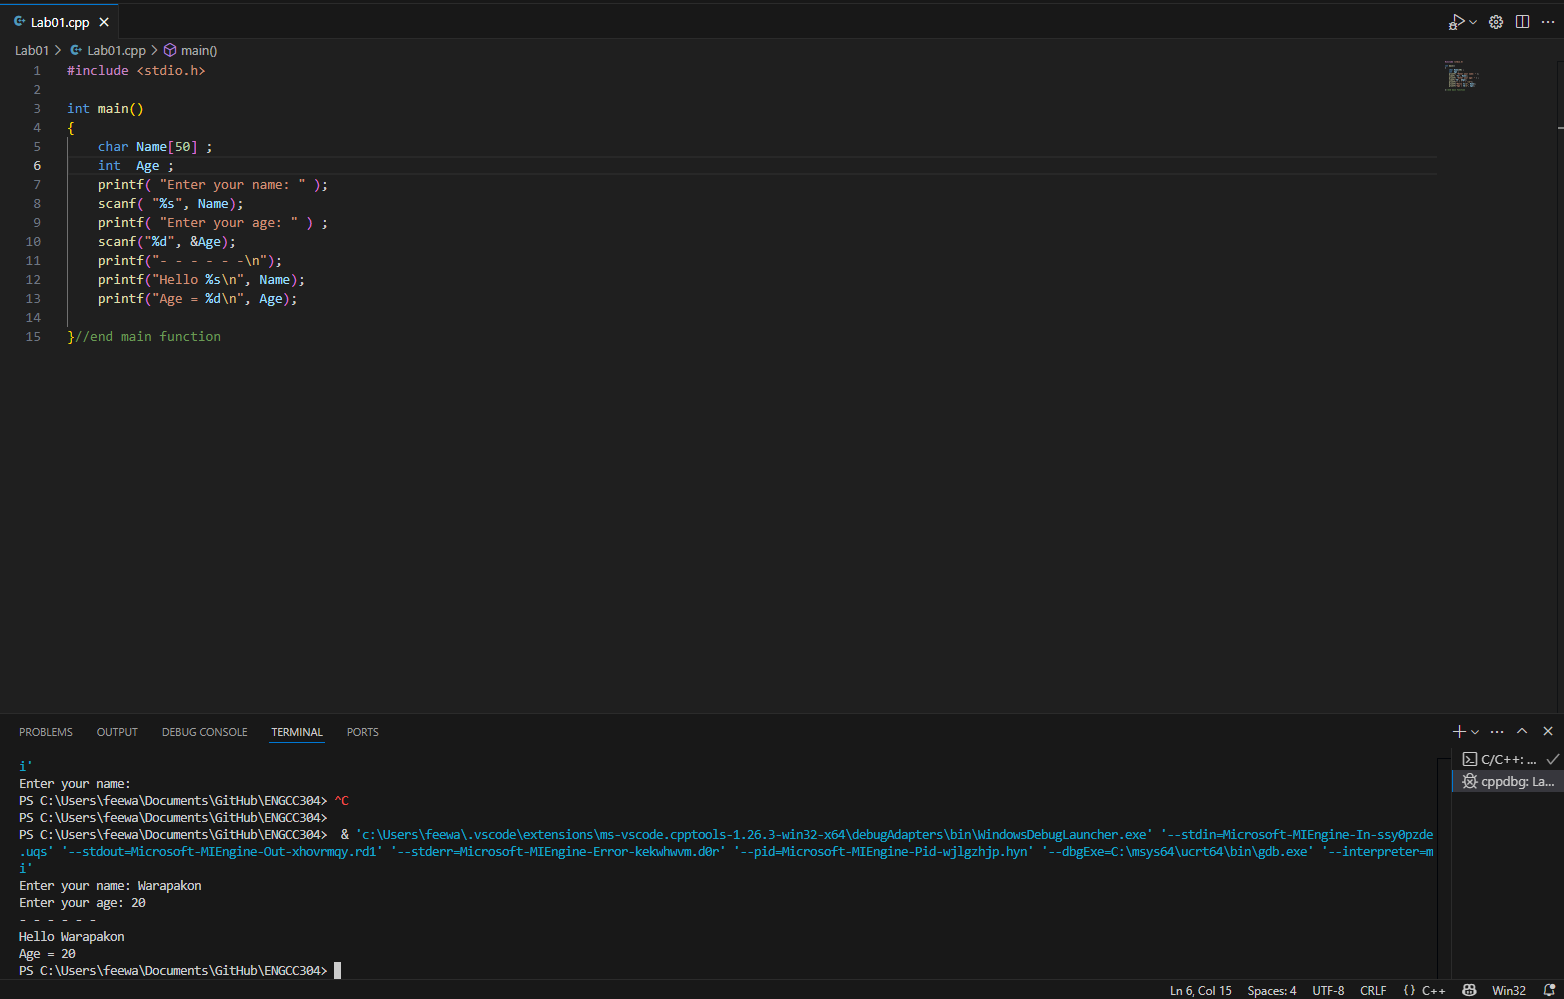 Lab01.cpp
Lab01 > Lab01.cpp > main()
1 #include <stdio.h>
2
3 int main()
4 {
5 char Name[50] ;
6 int  Age ;
7 printf( "Enter your name: " );
8 scanf( "%s", Name);
9 printf( "Enter your age: " ) ;
10 scanf("%d", &Age);
11 printf("- - - - - -\n");
12 printf("Hello %s\n", Name);
13 printf("Age = %d\n", Age);
14
15 }//end main function
PROBLEMS OUTPUT DEBUG CONSOLE TERMINAL PORTS
C/C++: ...
cppdbg: La...
i'
Enter your name:
PS C:\Users\feewa\Documents\GitHub\ENGCC304> ^C
PS C:\Users\feewa\Documents\GitHub\ENGCC304>
PS C:\Users\feewa\Documents\GitHub\ENGCC304>  & 'c:\Users\feewa\.vscode\extensions\ms-vscode.cpptools-1.26.3-win32-x64\debugAdapters\bin\WindowsDebugLauncher.exe' '--stdin=Microsoft-MIEngine-In-ssy0pzde
.uqs' '--stdout=Microsoft-MIEngine-Out-xhovrmqy.rd1' '--stderr=Microsoft-MIEngine-Error-kekwhwvm.d0r' '--pid=Microsoft-MIEngine-Pid-wjlgzhjp.hyn' '--dbgExe=C:\msys64\ucrt64\bin\gdb.exe' '--interpreter=m
i'
Enter your name: Warapakon
Enter your age: 20
- - - - - -
Hello Warapakon
Age = 20
PS C:\Users\feewa\Documents\GitHub\ENGCC304>
Ln 6, Col 15 Spaces: 4 UTF-8 CRLF {} C++ Win32